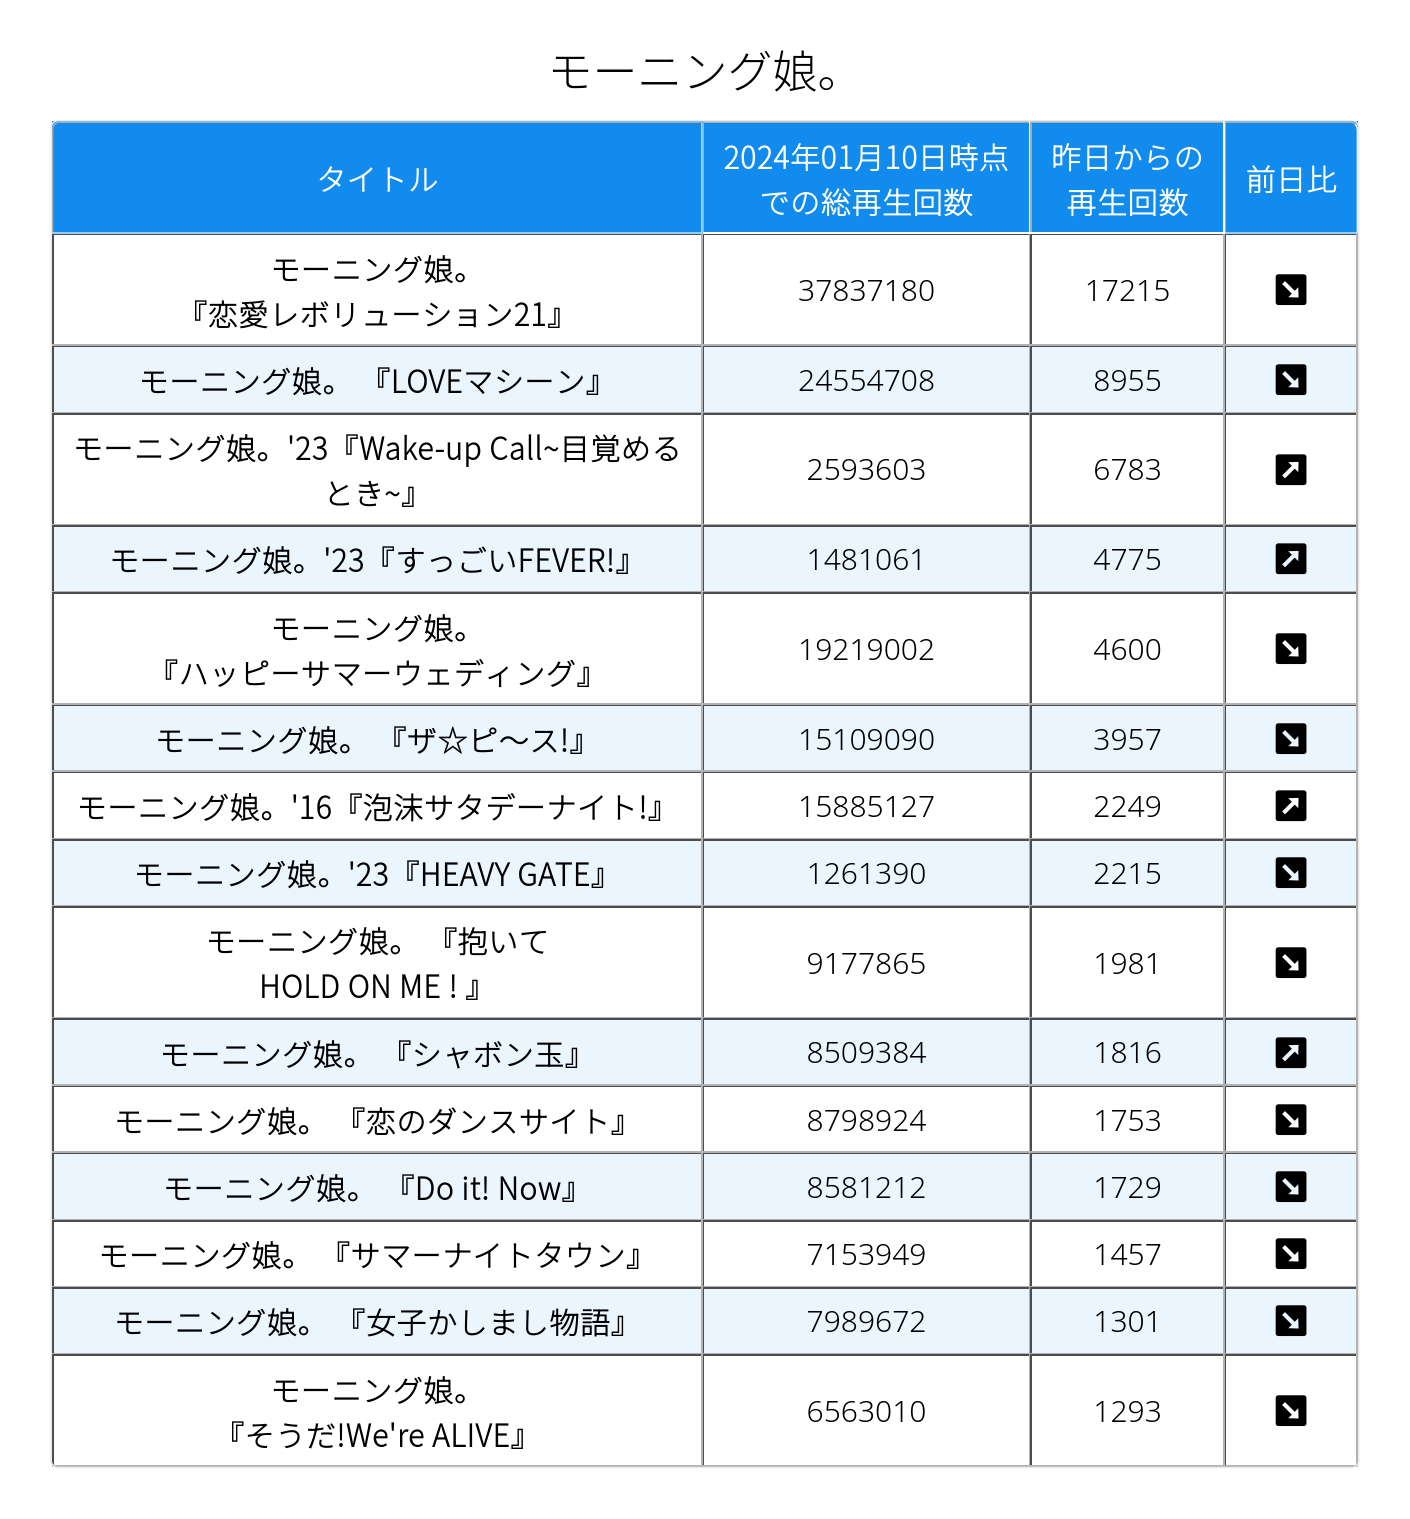 モーニング娘。
タイトル
2024年01月10日時点
での総再生回数
昨日からの
再生回数
前日比
モーニング娘。
『恋愛レボリューション21』
37837180
17215
モーニング娘。 『LOVEマシーン』
24554708
8955
モーニング娘。'23『Wake-up Call~目覚める
とき~』
2593603
6783
モーニング娘。'23『すっごいFEVER!』
1481061
4775
モーニング娘。
『ハッピーサマーウェディング』
19219002
4600
モーニング娘。 『ザ☆ピ〜ス!』
15109090
3957
モーニング娘。'16『泡沫サタデーナイト!』
15885127
2249
モーニング娘。'23『HEAVY GATE』
1261390
2215
モーニング娘。 『抱いて
HOLD ON ME ! 』
9177865
1981
モーニング娘。 『シャボン玉』
8509384
1816
モーニング娘。 『恋のダンスサイト』
8798924
1753
モーニング娘。 『Do it! Now』
8581212
1729
モーニング娘。 『サマーナイトタウン』
7153949
1457
モーニング娘。 『女子かしまし物語』
7989672
1301
モーニング娘。
『そうだ!We're ALIVE』
6563010
1293